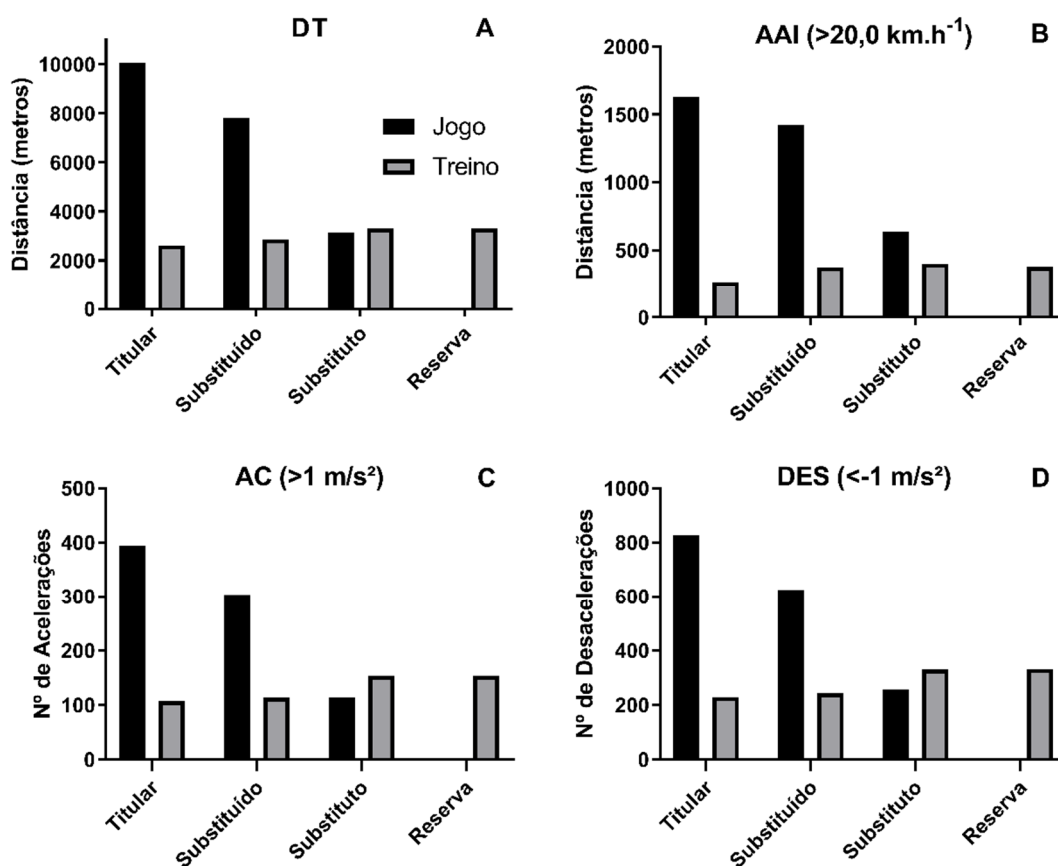 DT
A
Distância (metros)
10000
8000
6000
4000
2000
0
Jogo
Treino
Titular
Substituído
Substituto
Reserva
AAI (>20,0 km.h⁻¹)
B
Distância (metros)
2000
1500
1000
500
0
Titular
Substituído
Substituto
Reserva
AC (>1 m/s²)
C
Nº de Acelerações
500
400
300
200
100
0
Titular
Substituído
Substituto
Reserva
DES (<-1 m/s²)
D
Nº de Desacelerações
1000
800
600
400
200
0
Titular
Substituído
Substituto
Reserva